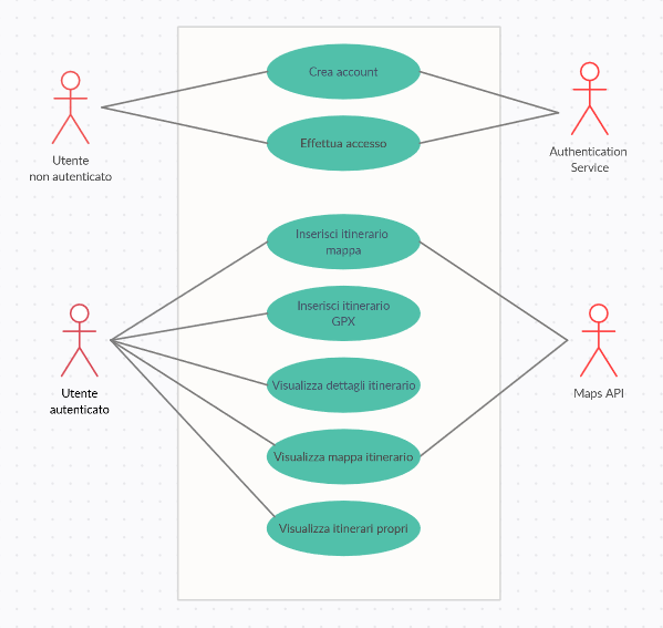 Crea account
Effettua accesso
Utente
non autenticato
Authentication
Service
Inserisci itinerario
mappa
Inserisci itinerario
GPX
Visualizza dettagli itinerario
Visualizza mappa itinerario
Visualizza itinerari propri
Utente
autenticato
Maps API